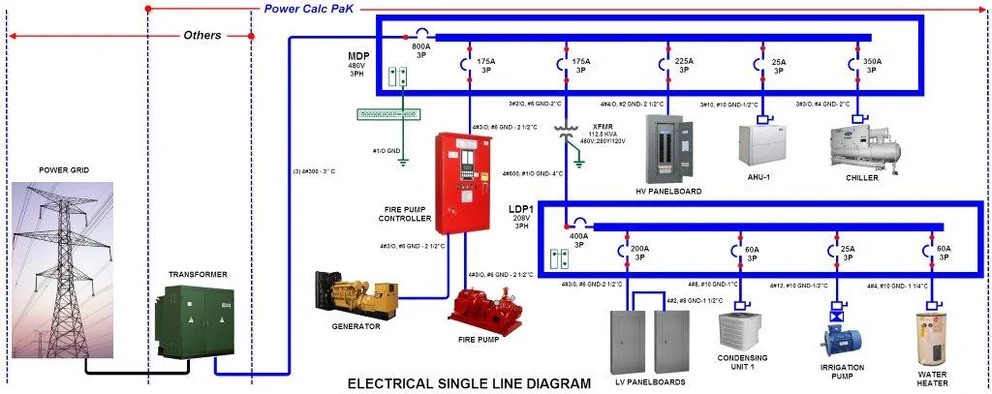 Power Calc PaK
Others
MDP
480V
3PH
800A
3P
175A
3P
175A
3P
225A
3P
25A
3P
350A
3P
#1/O GND
(3) 4#300 - 3" C
4#3/O, #6 GND - 2 1/2"C
3#2/O, #6 GND-2"C
4#4/O, #2 GND- 2 1/2"C
3#10, #10 GND-1/2"C
3#3/O, #4 GND- 2"C
XFMR
112.5 KVA
480V:280Y/120V
4#600, #1/O GND- 4"C
FIRE PUMP
CONTROLLER
HV PANELBOARD
AHU-1
CHILLER
POWER GRID
TRANSFORMER
4#3/O, #6 GND - 2 1/2"C
4#3/O, #6 GND - 2 1/2"C
GENERATOR
FIRE PUMP
LDP1
208V
3PH
400A
3P
200A
3P
60A
3P
25A
3P
60A
3P
4#3/0, #6 GND-2 1/2"C
4#8, #10 GND-1"C
4#12, #10 GND-1/2"C
4#4, #10 GND- 1 1/4"C
#2, #8 GND-1 1/2"C
LV PANELBOARDS
CONDENSING
UNIT 1
IRRIGATION
PUMP
WATER
HEATER
ELECTRICAL SINGLE LINE DIAGRAM